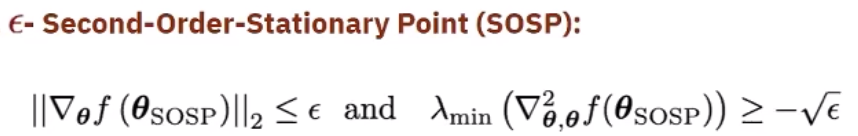 ϵ- Second-Order-Stationary Point (SOSP):
||∇_θ f (θ_SOSP)||_2 ≤ ϵ and λ_min (∇²_θ,θ f(θ_SOSP)) ≥ −√ϵ